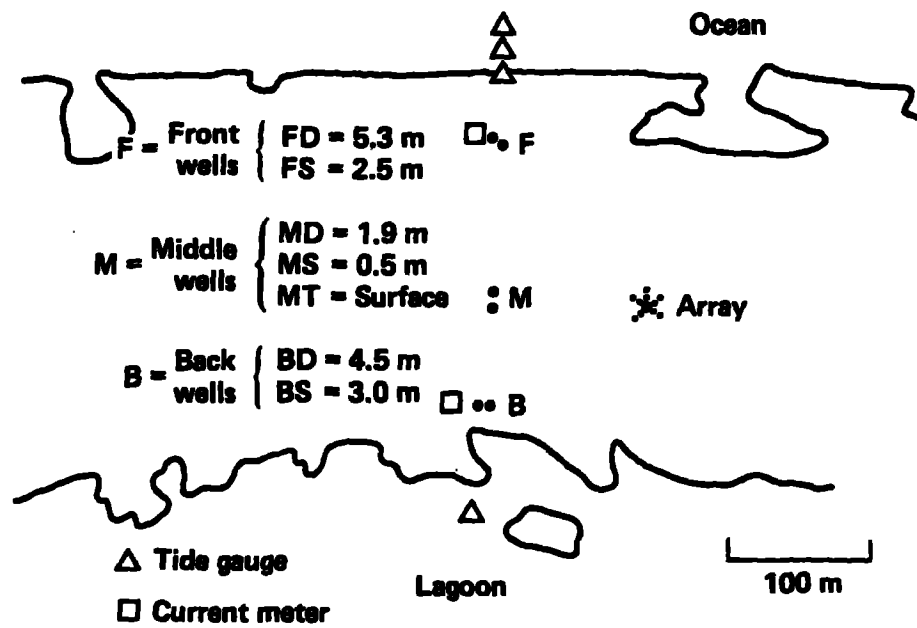 Ocean
F = Front wells { FD = 5.3 m
FS = 2.5 m
F
M = Middle wells { MD = 1.9 m
MS = 0.5 m
MT = Surface
M
Array
B = Back wells { BD = 4.5 m
BS = 3.0 m
B
Tide gauge
Current meter
Lagoon
100 m